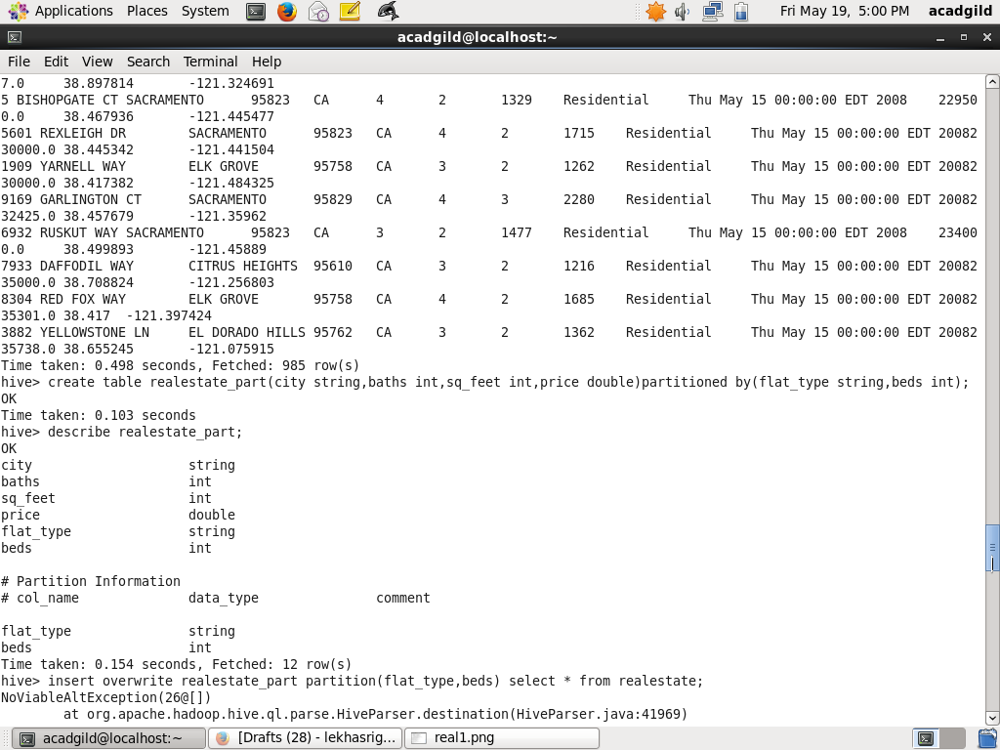 Applications Places System Fri May 19, 5:00 PM acadgild
acadgild@localhost:~
File Edit View Search Terminal Help
7.0 38.897814 -121.324691
5 BISHOPGATE CT SACRAMENTO 95823 CA 4 2 1329 Residential Thu May 15 00:00:00 EDT 2008 22950
0.0 38.467936 -121.445477
5601 REXLEIGH DR SACRAMENTO 95823 CA 4 2 1715 Residential Thu May 15 00:00:00 EDT 20082
30000.0 38.445342 -121.441504
1909 YARNELL WAY ELK GROVE 95758 CA 3 2 1262 Residential Thu May 15 00:00:00 EDT 20082
30000.0 38.417382 -121.484325
9169 GARLINGTON CT SACRAMENTO 95829 CA 4 3 2280 Residential Thu May 15 00:00:00 EDT 20082
32425.0 38.457679 -121.35962
6932 RUSKUT WAY SACRAMENTO 95823 CA 3 2 1477 Residential Thu May 15 00:00:00 EDT 2008 23400
0.0 38.499893 -121.45889
7933 DAFFODIL WAY CITRUS HEIGHTS 95610 CA 3 2 1216 Residential Thu May 15 00:00:00 EDT 20082
35000.0 38.708824 -121.256803
8304 RED FOX WAY ELK GROVE 95758 CA 4 2 1685 Residential Thu May 15 00:00:00 EDT 20082
35301.0 38.417 -121.397424
3882 YELLOWSTONE LN EL DORADO HILLS 95762 CA 3 2 1362 Residential Thu May 15 00:00:00 EDT 20082
35738.0 38.655245 -121.075915
Time taken: 0.498 seconds, Fetched: 985 row(s)
hive> create table realestate_part(city string,baths int,sq_feet int,price double)partitioned by(flat_type string,beds int);
OK
Time taken: 0.103 seconds
hive> describe realestate_part;
OK
city string
baths int
sq_feet int
price double
flat_type string
beds int
# Partition Information
# col_name data_type comment
flat_type string
beds int
Time taken: 0.154 seconds, Fetched: 12 row(s)
hive> insert overwrite realestate_part partition(flat_type,beds) select * from realestate;
NoViableAltException(26@[])
at org.apache.hadoop.hive.ql.parse.HiveParser.destination(HiveParser.java:41969)
acadgild@localhost:~ [Drafts (28) - lekhasrig... real1.png